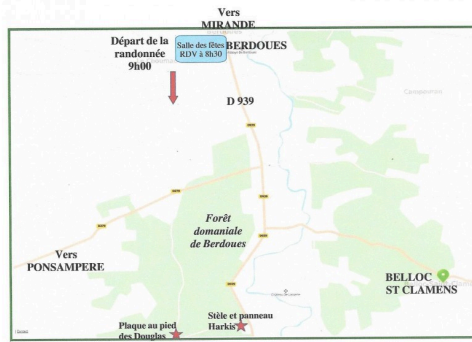 Vers
MIRANDE
Départ de la
randonnée
9h00
Salle des fêtes
RDV à 8h30
BERDOUES
D 939
Forêt
domaniale
de Berdoues
Vers
PONSAMPERE
BELLOC
ST CLAMENS
Stèle et panneau
Harkis
Plaque au pied
des Douglas